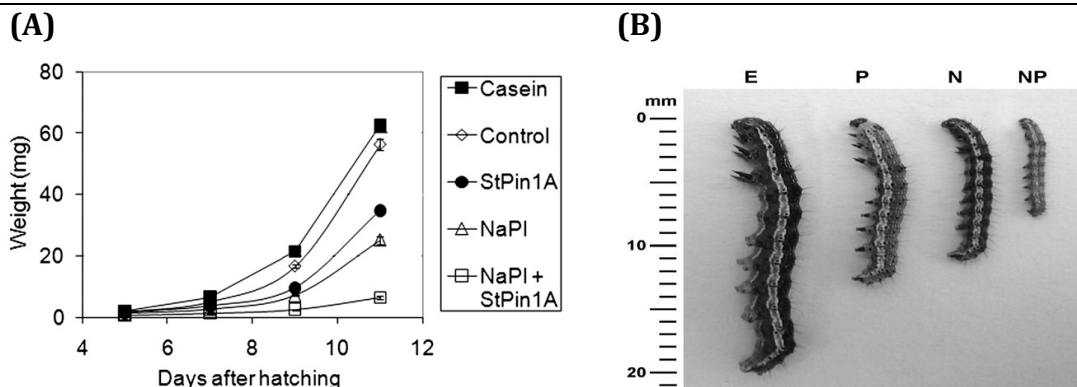 (A)
80
60
40
20
0
4 6 8 10 12
Weight (mg)
Days after hatching
Casein
Control
StPin1A
NaPI
NaPI +
StPin1A
(B)
E P N NP
mm
0
10
20